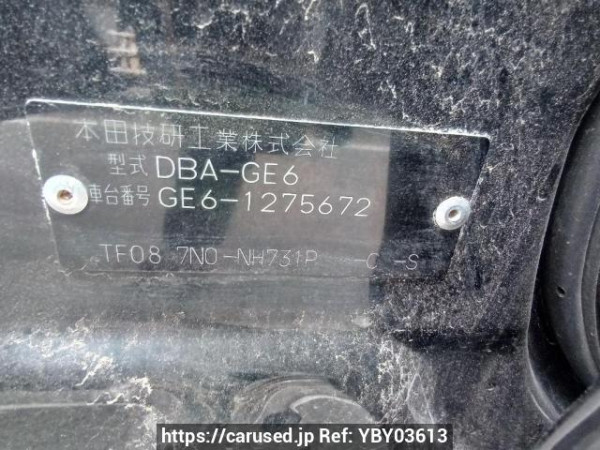 本田技研工業株式会社
型式 DBA-GE6
車台番号 GE6-1275672
TF08 7N0-NH731P -C -S
https://carused.jp Ref: YBY03613